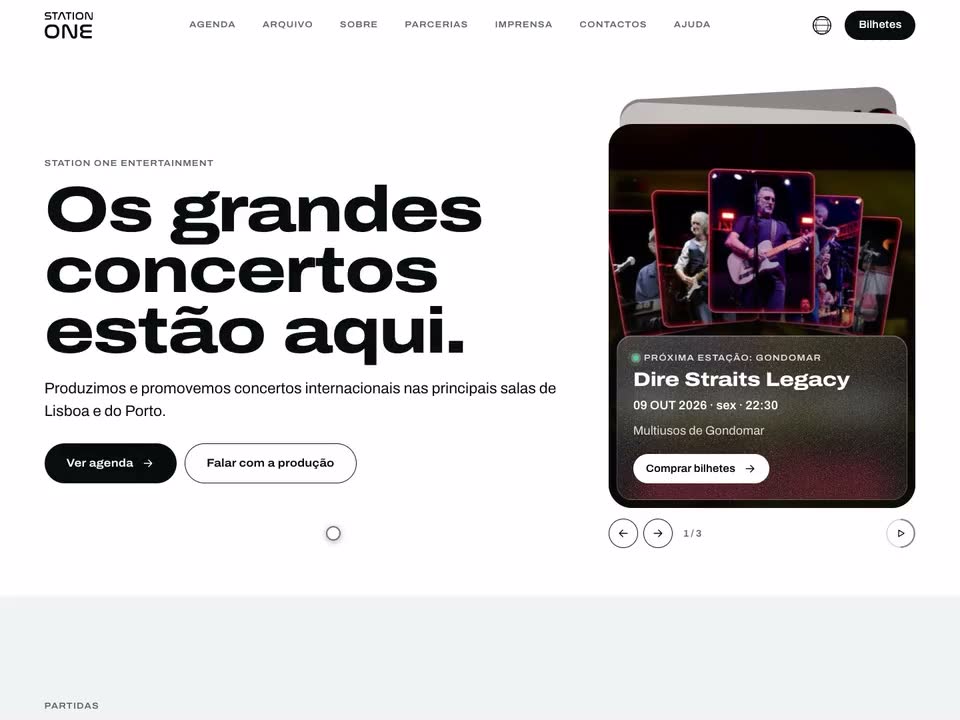 STATION
ONE
AGENDA
ARQUIVO
SOBRE
PARCERIAS
IMPRENSA
CONTACTOS
AJUDA
Bilhetes
STATION ONE ENTERTAINMENT
Os grandes
concertos
estão aqui.
Produzimos e promovemos concertos internacionais nas principais salas de
Lisboa e do Porto.
Ver agenda →
Falar com a produção
PRÓXIMA ESTAÇÃO: GONDOMAR
Dire Straits Legacy
09 OUT 2026 · sex · 22:30
Multiusos de Gondomar
Comprar bilhetes →
← → 1 / 3
PARTIDAS